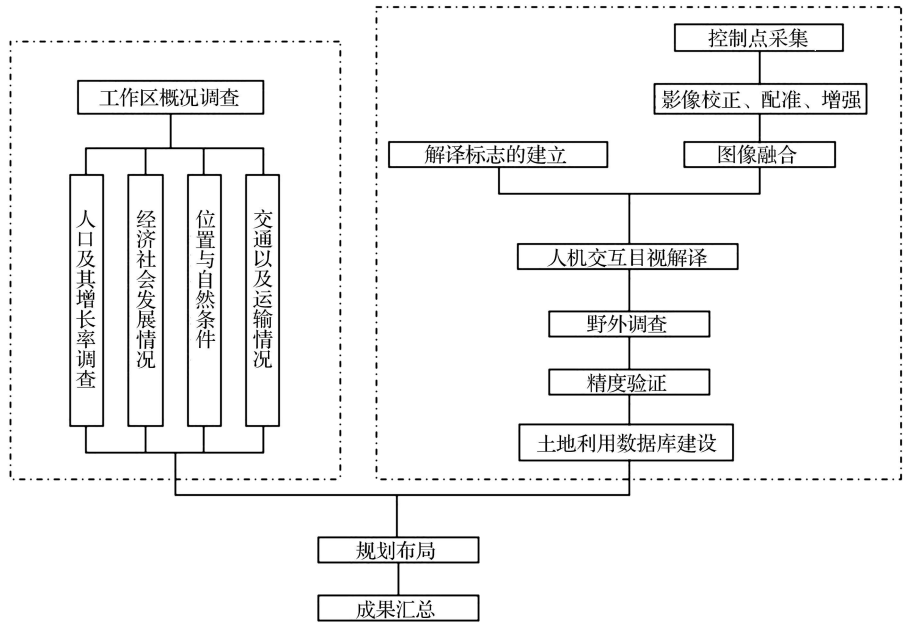 工作区概况调查
人口及其增长率调查
经济社会发展情况
位置与自然条件
交通以及运输情况
控制点采集
影像校正、配准、增强
解译标志的建立
图像融合
人机交互目视解译
野外调查
精度验证
土地利用数据库建设
规划布局
成果汇总